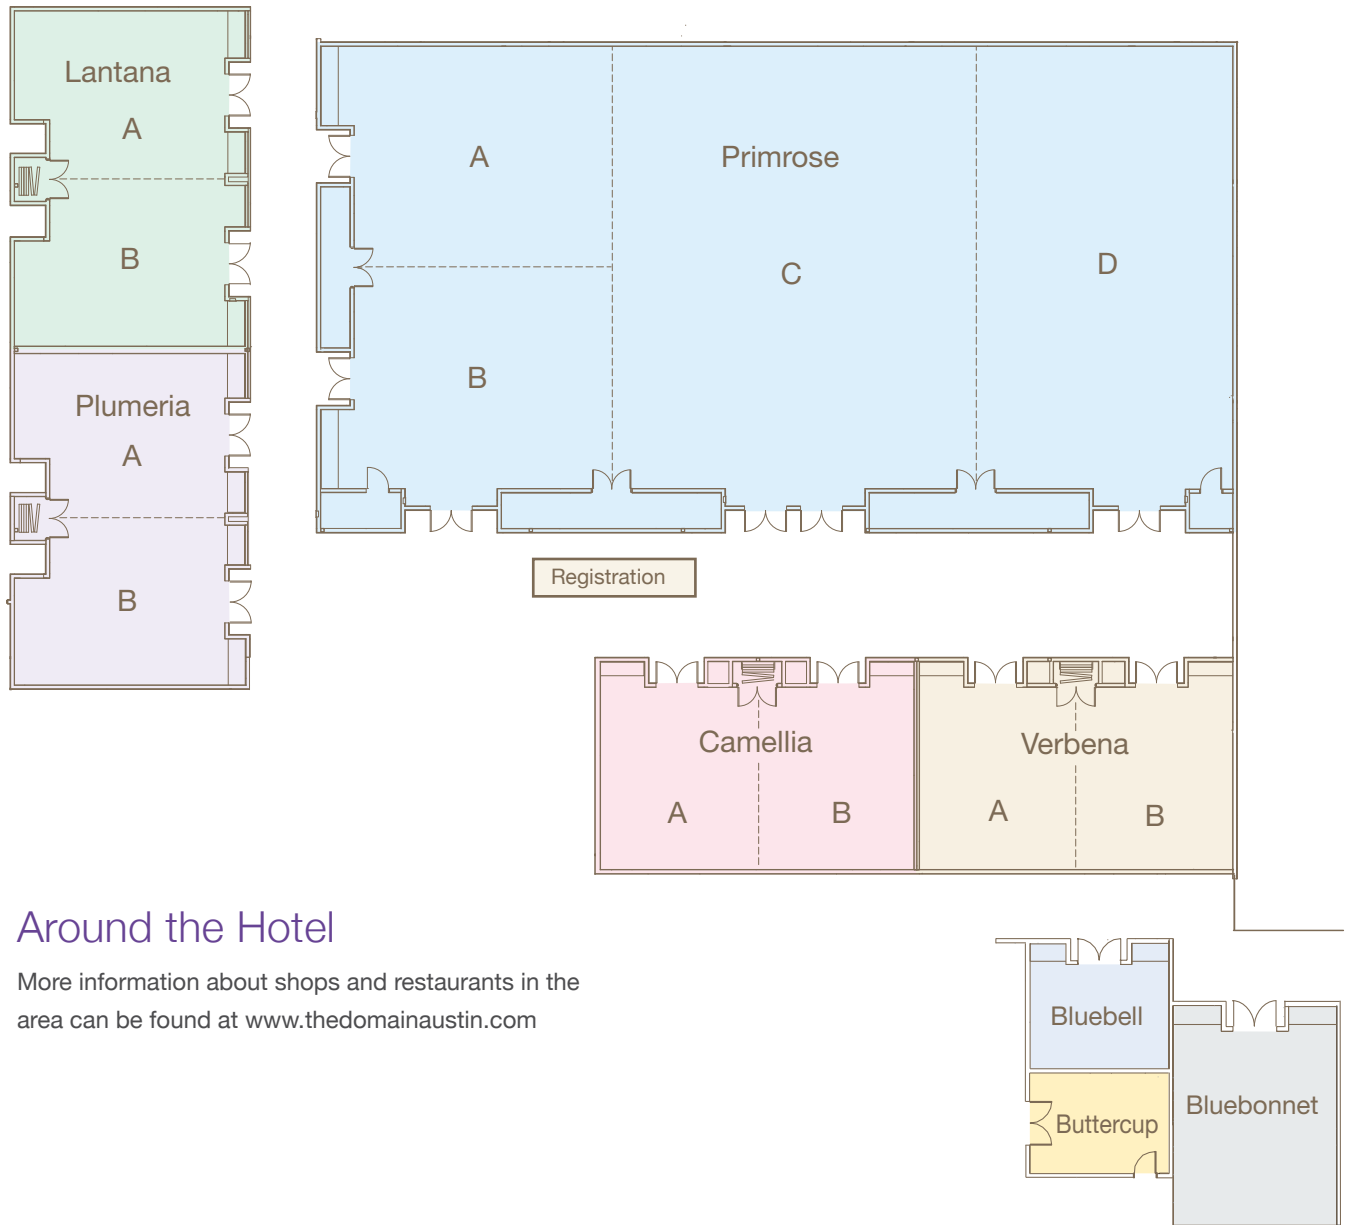 Lantana
A
B
Plumeria
A
B
A
Primrose
B
C
D
Registration
Camellia
A
B
Verbena
A
B
Around the Hotel
More information about shops and restaurants in the
area can be found at www.thedomainaustin.com
Bluebell
Buttercup
Bluebonnet